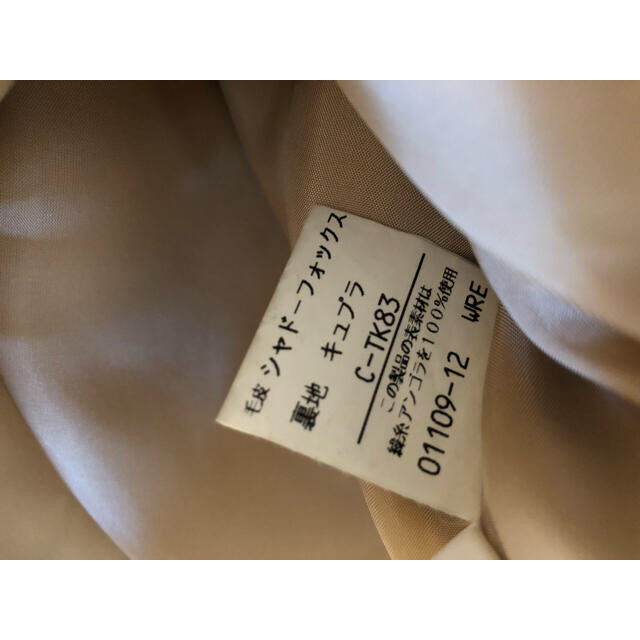 毛皮 シャドーフォックス
裏地 キュプラ
C-TK83
この製品の表素材は
緯糸アンゴラを100%使用
01109-12 WRE